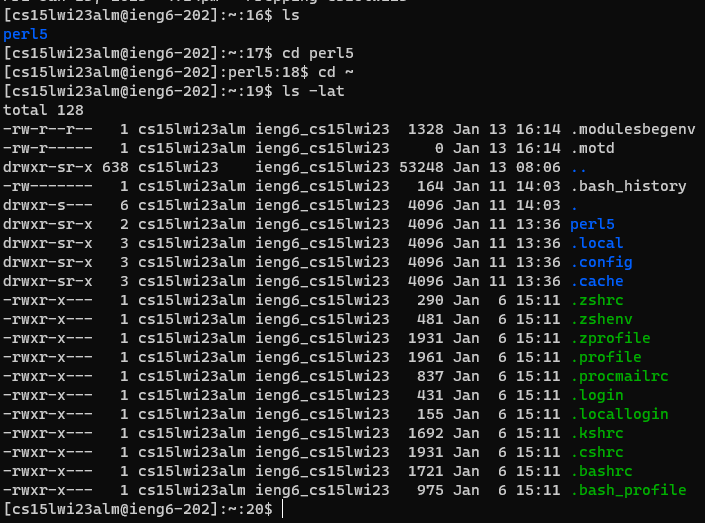 [cs15lwi23alm@ieng6-202]:~:16$ ls
perl5
[cs15lwi23alm@ieng6-202]:~:17$ cd perl5
[cs15lwi23alm@ieng6-202]:perl5:18$ cd ~
[cs15lwi23alm@ieng6-202]:~:19$ ls -lat
total 128
-rw-r--r--   1 cs15lwi23alm ieng6_cs15lwi23  1328 Jan 13 16:14 .modulesbegenv
-rw-r-----   1 cs15lwi23alm ieng6_cs15lwi23     0 Jan 13 16:14 .motd
drwxr-sr-x 638 cs15lwi23    ieng6_cs15lwi23 53248 Jan 13 08:06 ..
-rw-------   1 cs15lwi23alm ieng6_cs15lwi23   164 Jan 11 14:03 .bash_history
drwxr-s---   6 cs15lwi23alm ieng6_cs15lwi23  4096 Jan 11 14:03 .
drwxr-sr-x   2 cs15lwi23alm ieng6_cs15lwi23  4096 Jan 11 13:36 perl5
drwxr-sr-x   3 cs15lwi23alm ieng6_cs15lwi23  4096 Jan 11 13:36 .local
drwxr-sr-x   3 cs15lwi23alm ieng6_cs15lwi23  4096 Jan 11 13:36 .config
drwxr-sr-x   3 cs15lwi23alm ieng6_cs15lwi23  4096 Jan 11 13:36 .cache
-rwxr-x---   1 cs15lwi23alm ieng6_cs15lwi23   290 Jan  6 15:11 .zshrc
-rwxr-x---   1 cs15lwi23alm ieng6_cs15lwi23   481 Jan  6 15:11 .zshenv
-rwxr-x---   1 cs15lwi23alm ieng6_cs15lwi23  1931 Jan  6 15:11 .zprofile
-rwxr-x---   1 cs15lwi23alm ieng6_cs15lwi23  1961 Jan  6 15:11 .profile
-rwxr-x---   1 cs15lwi23alm ieng6_cs15lwi23   837 Jan  6 15:11 .procmailrc
-rwxr-x---   1 cs15lwi23alm ieng6_cs15lwi23   431 Jan  6 15:11 .login
-rwxr-x---   1 cs15lwi23alm ieng6_cs15lwi23   155 Jan  6 15:11 .locallogin
-rwxr-x---   1 cs15lwi23alm ieng6_cs15lwi23  1692 Jan  6 15:11 .kshrc
-rwxr-x---   1 cs15lwi23alm ieng6_cs15lwi23  1931 Jan  6 15:11 .cshrc
-rwxr-x---   1 cs15lwi23alm ieng6_cs15lwi23  1721 Jan  6 15:11 .bashrc
-rwxr-x---   1 cs15lwi23alm ieng6_cs15lwi23   975 Jan  6 15:11 .bash_profile
[cs15lwi23alm@ieng6-202]:~:20$